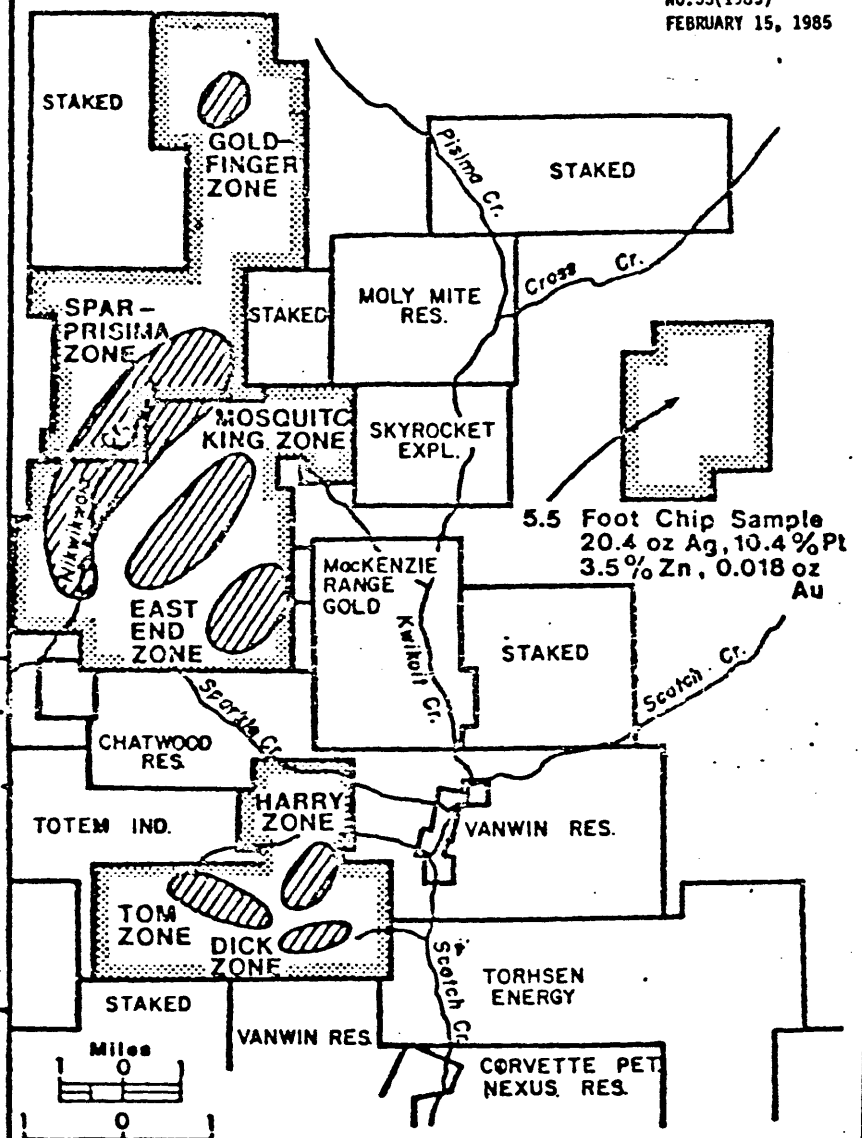 NO.33(1985)
FEBRUARY 15, 1985
STAKED
GOLD-
FINGER
ZONE
Pisima Cr.
STAKED
Cross Cr.
SPAR-
PRISIMA
ZONE
STAKED
MOLY MITE
RES.
MOSQUITO
KING ZONE
SKYROCKET
EXPL.
5.5 Foot Chip Sample
20.4 oz Ag, 10.4% Pt
3.5% Zn, 0.018 oz
Au
MacKENZIE
RANGE
GOLD
EAST
END
ZONE
Kwikoit Cr.
STAKED
Scotch Cr.
Sparkle Cr.
CHATWOOD
RES.
HARRY
ZONE
TOTEM IND.
VANWIN RES.
TOM
ZONE
DICK
ZONE
Scotch Cr.
TORHSEN
ENERGY
STAKED
VANWIN RES.
CORVETTE PET.
NEXUS. RES.
Miles
1 0 1
1 0 1